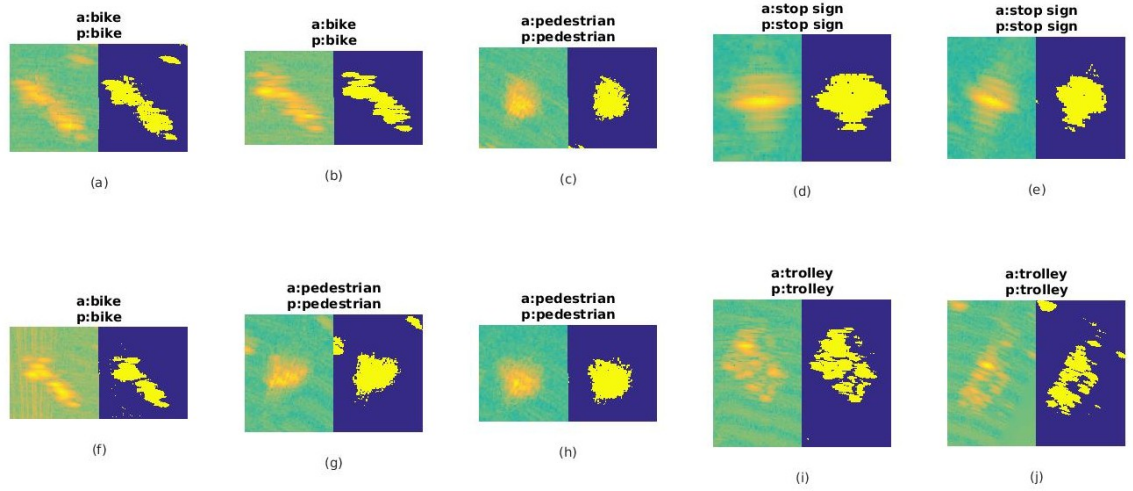 a:bike
p:bike
(a)
a:bike
p:bike
(b)
a:pedestrian
p:pedestrian
(c)
a:stop sign
p:stop sign
(d)
a:stop sign
p:stop sign
(e)
a:bike
p:bike
(f)
a:pedestrian
p:pedestrian
(g)
a:pedestrian
p:pedestrian
(h)
a:trolley
p:trolley
(i)
a:trolley
p:trolley
(j)